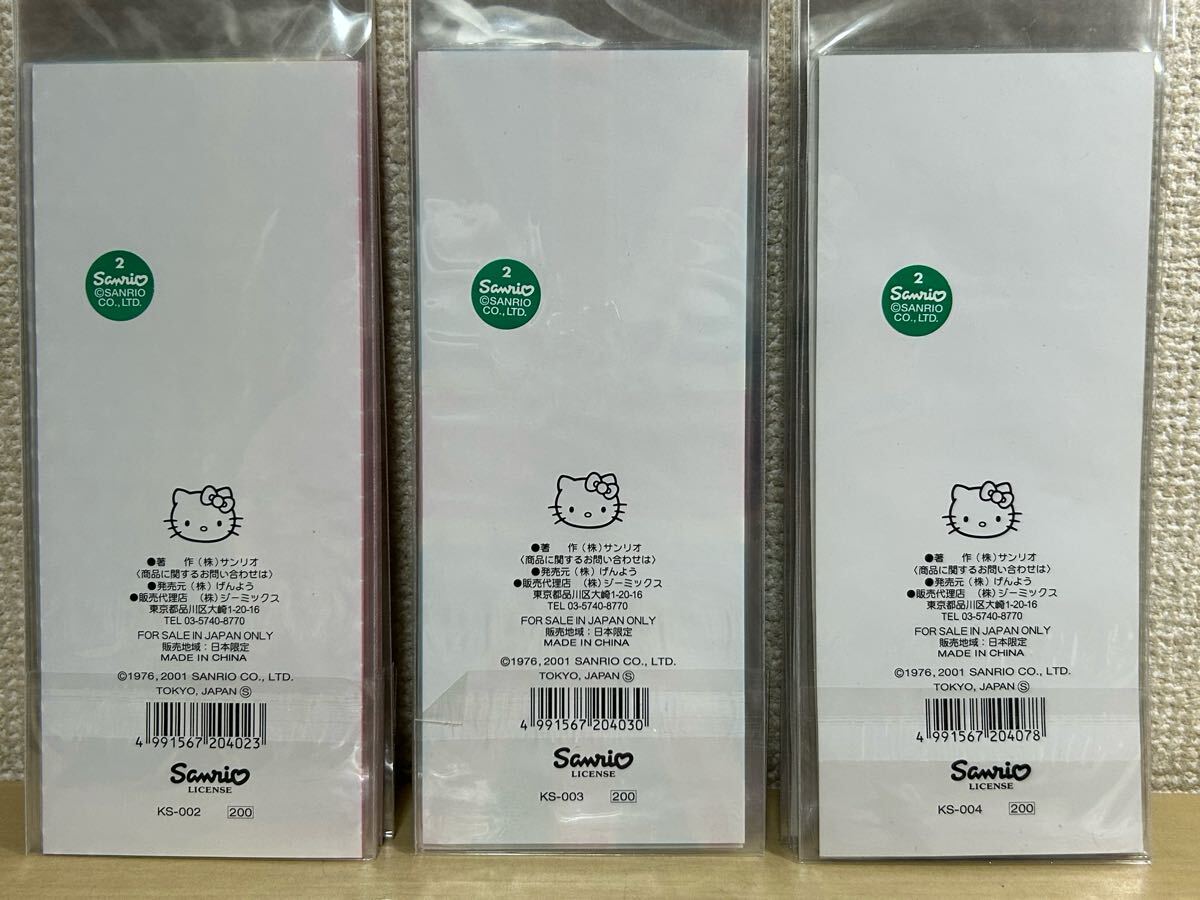 2
Sanrio
©SANRIO
CO.,LTD.
●著　作（株）サンリオ
〈商品に関するお問い合わせは〉
●発売元（株）げんよう
●販売代理店　（株）ジーミックス
東京都品川区大崎1-20-16
TEL 03-5740-8770
FOR SALE IN JAPAN ONLY
販売地域：日本限定
MADE IN CHINA
©1976, 2001 SANRIO CO., LTD.
TOKYO, JAPAN Ⓢ
4 991567 204023
Sanrio
LICENSE
KS-002 200
2
Sanrio
©SANRIO
CO.,LTD.
●著　作（株）サンリオ
〈商品に関するお問い合わせは〉
●発売元（株）げんよう
●販売代理店　（株）ジーミックス
東京都品川区大崎1-20-16
TEL 03-5740-8770
FOR SALE IN JAPAN ONLY
販売地域：日本限定
MADE IN CHINA
©1976, 2001 SANRIO CO., LTD.
TOKYO, JAPAN Ⓢ
4 991567 204030
Sanrio
LICENSE
KS-003 200
2
Sanrio
©SANRIO
CO.,LTD.
●著　作（株）サンリオ
〈商品に関するお問い合わせは〉
●発売元（株）げんよう
●販売代理店　（株）ジーミックス
東京都品川区大崎1-20-16
TEL 03-5740-8770
FOR SALE IN JAPAN ONLY
販売地域：日本限定
MADE IN CHINA
©1976, 2001 SANRIO CO., LTD.
TOKYO, JAPAN Ⓢ
4 991567 204078
Sanrio
LICENSE
KS-004 200